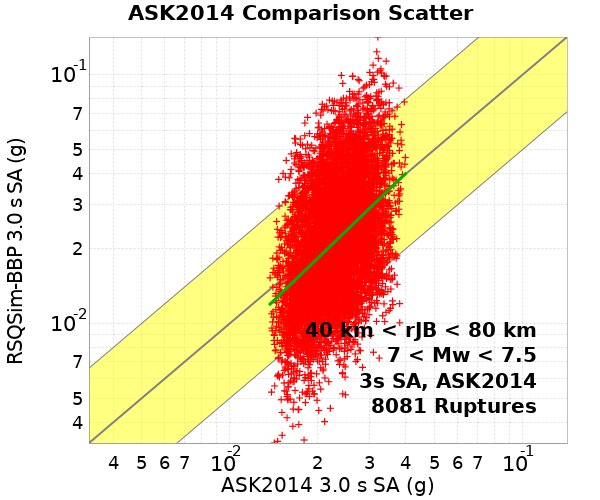 ASK2014 Comparison Scatter
RSQSim-BBP 3.0 s SA (g)
10-1
7
5
4
3
2
10-2
7
5
4
40 km < rJB < 80 km
7 < Mw < 7.5
3s SA, ASK2014
8081 Ruptures
4 5 6 7 10-2 2 3 4 5 6 7 10-1
ASK2014 3.0 s SA (g)